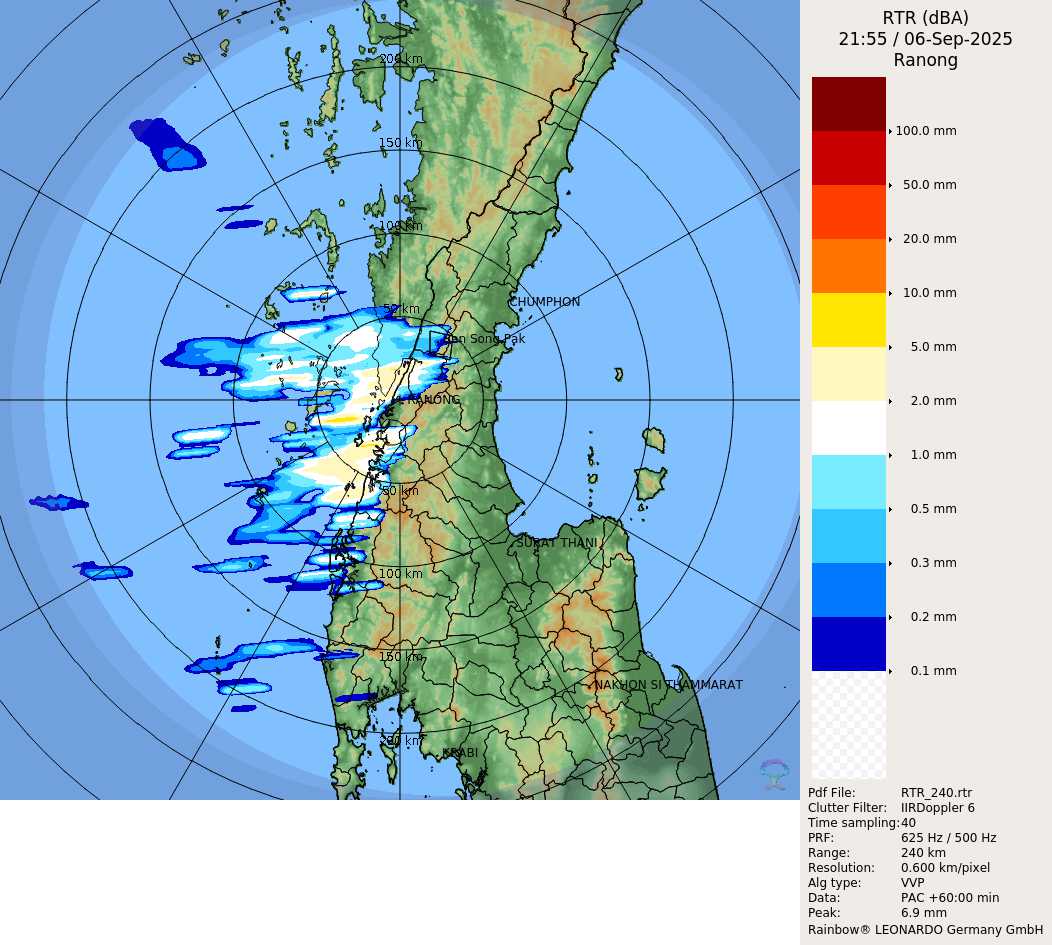 RTR (dBA)
21:55 / 06-Sep-2025
Ranong
100.0 mm
50.0 mm
20.0 mm
10.0 mm
5.0 mm
2.0 mm
1.0 mm
0.5 mm
0.3 mm
0.2 mm
0.1 mm
200 km
150 km
100 km
50 km
CHUMPHON
Song Pak
RANONG
50 km
SURAT THANI
100 km
150 km
NAKHON SI THAMMARAT
200 km
KRABI
Pdf File: RTR_240.rtr
Clutter Filter: IIRDoppler 6
Time sampling:40
PRF: 625 Hz / 500 Hz
Range: 240 km
Resolution: 0.600 km/pixel
Alg type: VVP
Data: PAC +60:00 min
Peak: 6.9 mm
Rainbow® LEONARDO Germany GmbH